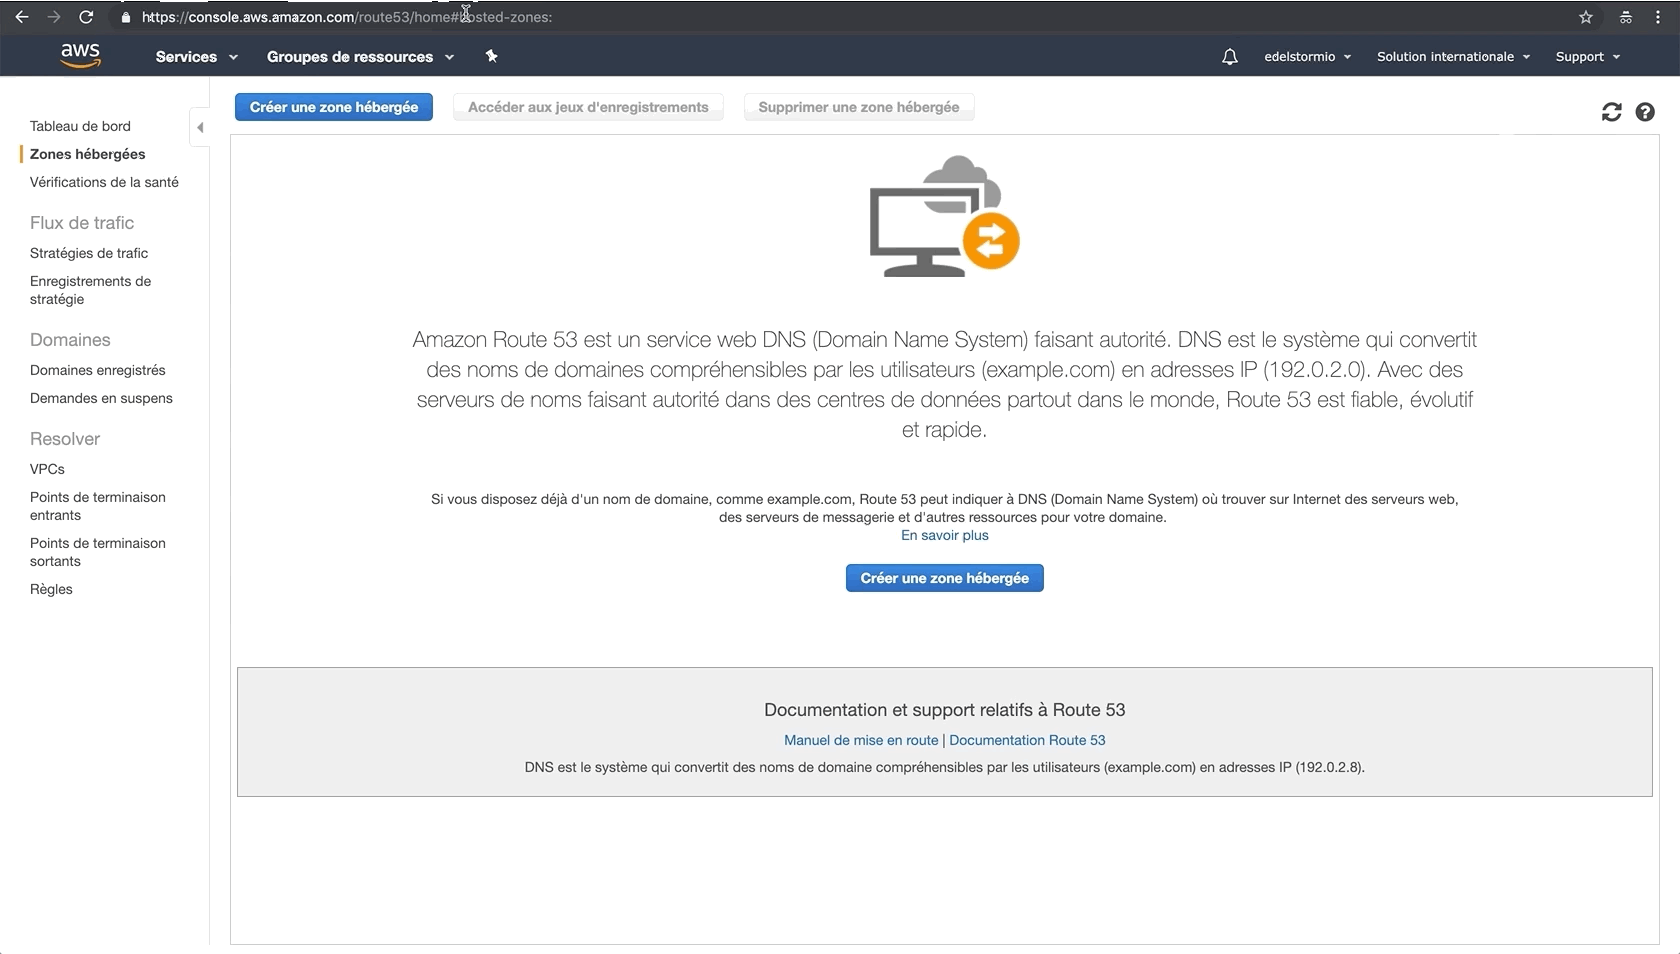 https://console.aws.amazon.com/route53/home#hosted-zones:
aws
Services
Groupes de ressources
edelstormio
Solution internationale
Support
Créer une zone hébergée
Accéder aux jeux d'enregistrements
Supprimer une zone hébergée
Tableau de bord
Zones hébergées
Vérifications de la santé
Flux de trafic
Stratégies de trafic
Enregistrements de
stratégie
Domaines
Domaines enregistrés
Demandes en suspens
Resolver
VPCs
Points de terminaison
entrants
Points de terminaison
sortants
Règles
Amazon Route 53 est un service web DNS (Domain Name System) faisant autorité. DNS est le système qui convertit
des noms de domaines compréhensibles par les utilisateurs (example.com) en adresses IP (192.0.2.0). Avec des
serveurs de noms faisant autorité dans des centres de données partout dans le monde, Route 53 est fiable, évolutif
et rapide.
Si vous disposez déjà d'un nom de domaine, comme example.com, Route 53 peut indiquer à DNS (Domain Name System) où trouver sur Internet des serveurs web,
des serveurs de messagerie et d'autres ressources pour votre domaine.
En savoir plus
Créer une zone hébergée
Documentation et support relatifs à Route 53
Manuel de mise en route | Documentation Route 53
DNS est le système qui convertit des noms de domaine compréhensibles par les utilisateurs (example.com) en adresses IP (192.0.2.8).